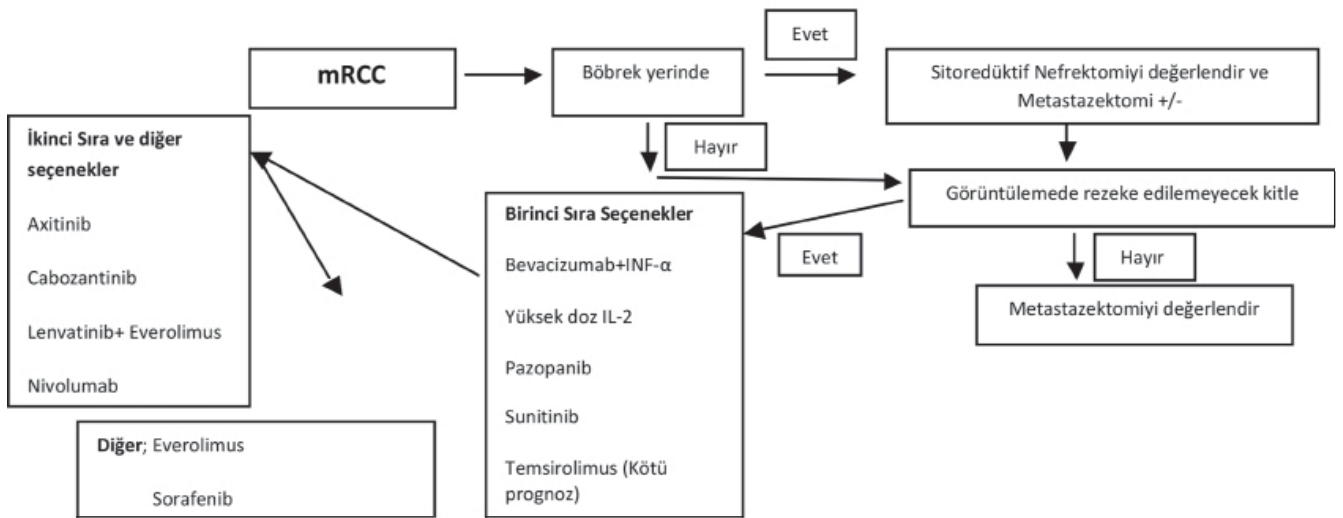 Evet
mRCC
Böbrek yerinde
Sitoredüktif Nefrektomiyi değerlendir ve
Metastazektomi +/-
Hayır
Görüntülemede rezeke edilemeyecek kitle
Evet
Hayır
Metastazektomiyi değerlendir
Birinci Sıra Seçenekler
Bevacizumab+INF-α
Yüksek doz IL-2
Pazopanib
Sunitinib
Temsirolimus (Kötü
prognoz)
İkinci Sıra ve diğer
seçenekler
Axitinib
Cabozantinib
Lenvatinib+ Everolimus
Nivolumab
Diğer; Everolimus
Sorafenib